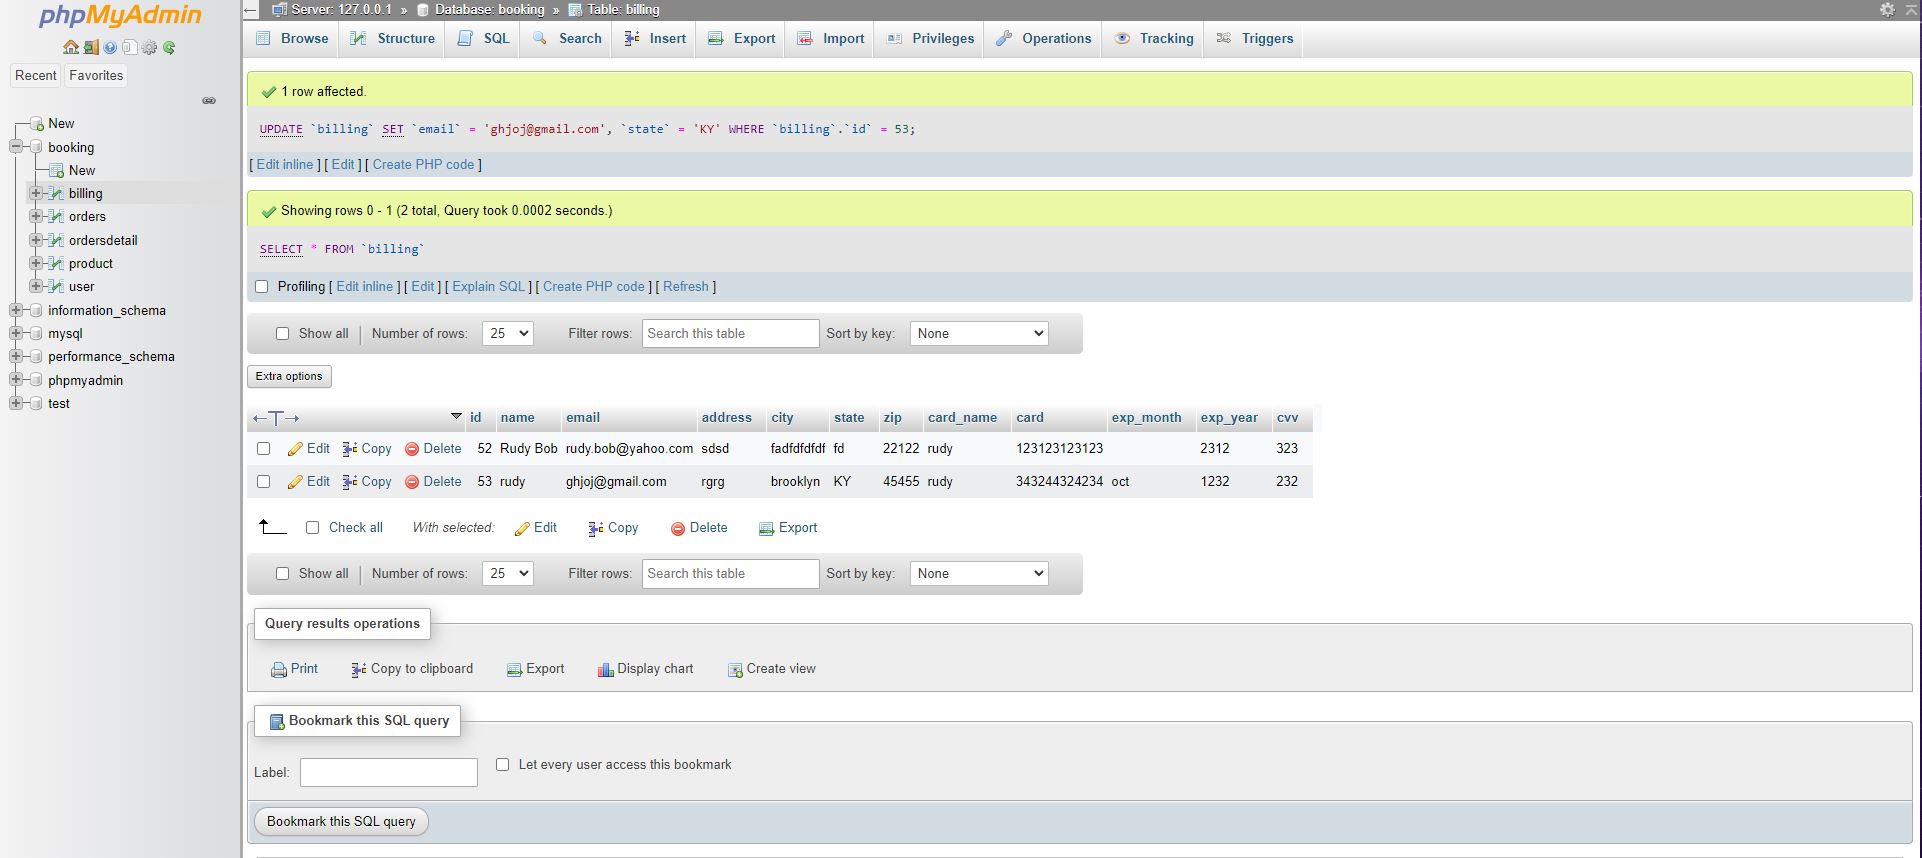 phpMyAdmin
Recent Favorites
New
booking
New
billing
orders
ordersdetail
product
user
information_schema
mysql
performance_schema
phpmyadmin
test
Server: 127.0.0.1 » Database: booking » Table: billing
Browse Structure SQL Search Insert Export Import Privileges Operations Tracking Triggers
1 row affected.
UPDATE `billing` SET `email` = 'ghjoj@gmail.com', `state` = 'KY' WHERE `billing`.`id` = 53;
[ Edit inline ] [ Edit ] [ Create PHP code ]
Showing rows 0 - 1 (2 total, Query took 0.0002 seconds.)
SELECT * FROM `billing`
Profiling [ Edit inline ] [ Edit ] [ Explain SQL ] [ Create PHP code ] [ Refresh ]
Show all | Number of rows: 25 Filter rows: Search this table Sort by key: None
Extra options
←T→ id name email address city state zip card_name card exp_month exp_year cvv
Edit Copy Delete 52 Rudy Bob rudy.bob@yahoo.com sdsd fadfdfdfdf fd 22122 rudy 123123123123 2312 323
Edit Copy Delete 53 rudy ghjoj@gmail.com rgrg brooklyn KY 45455 rudy 343244324234 oct 1232 232
Check all With selected: Edit Copy Delete Export
Show all | Number of rows: 25 Filter rows: Search this table Sort by key: None
Query results operations
Print Copy to clipboard Export Display chart Create view
Bookmark this SQL query
Label: Let every user access this bookmark
Bookmark this SQL query